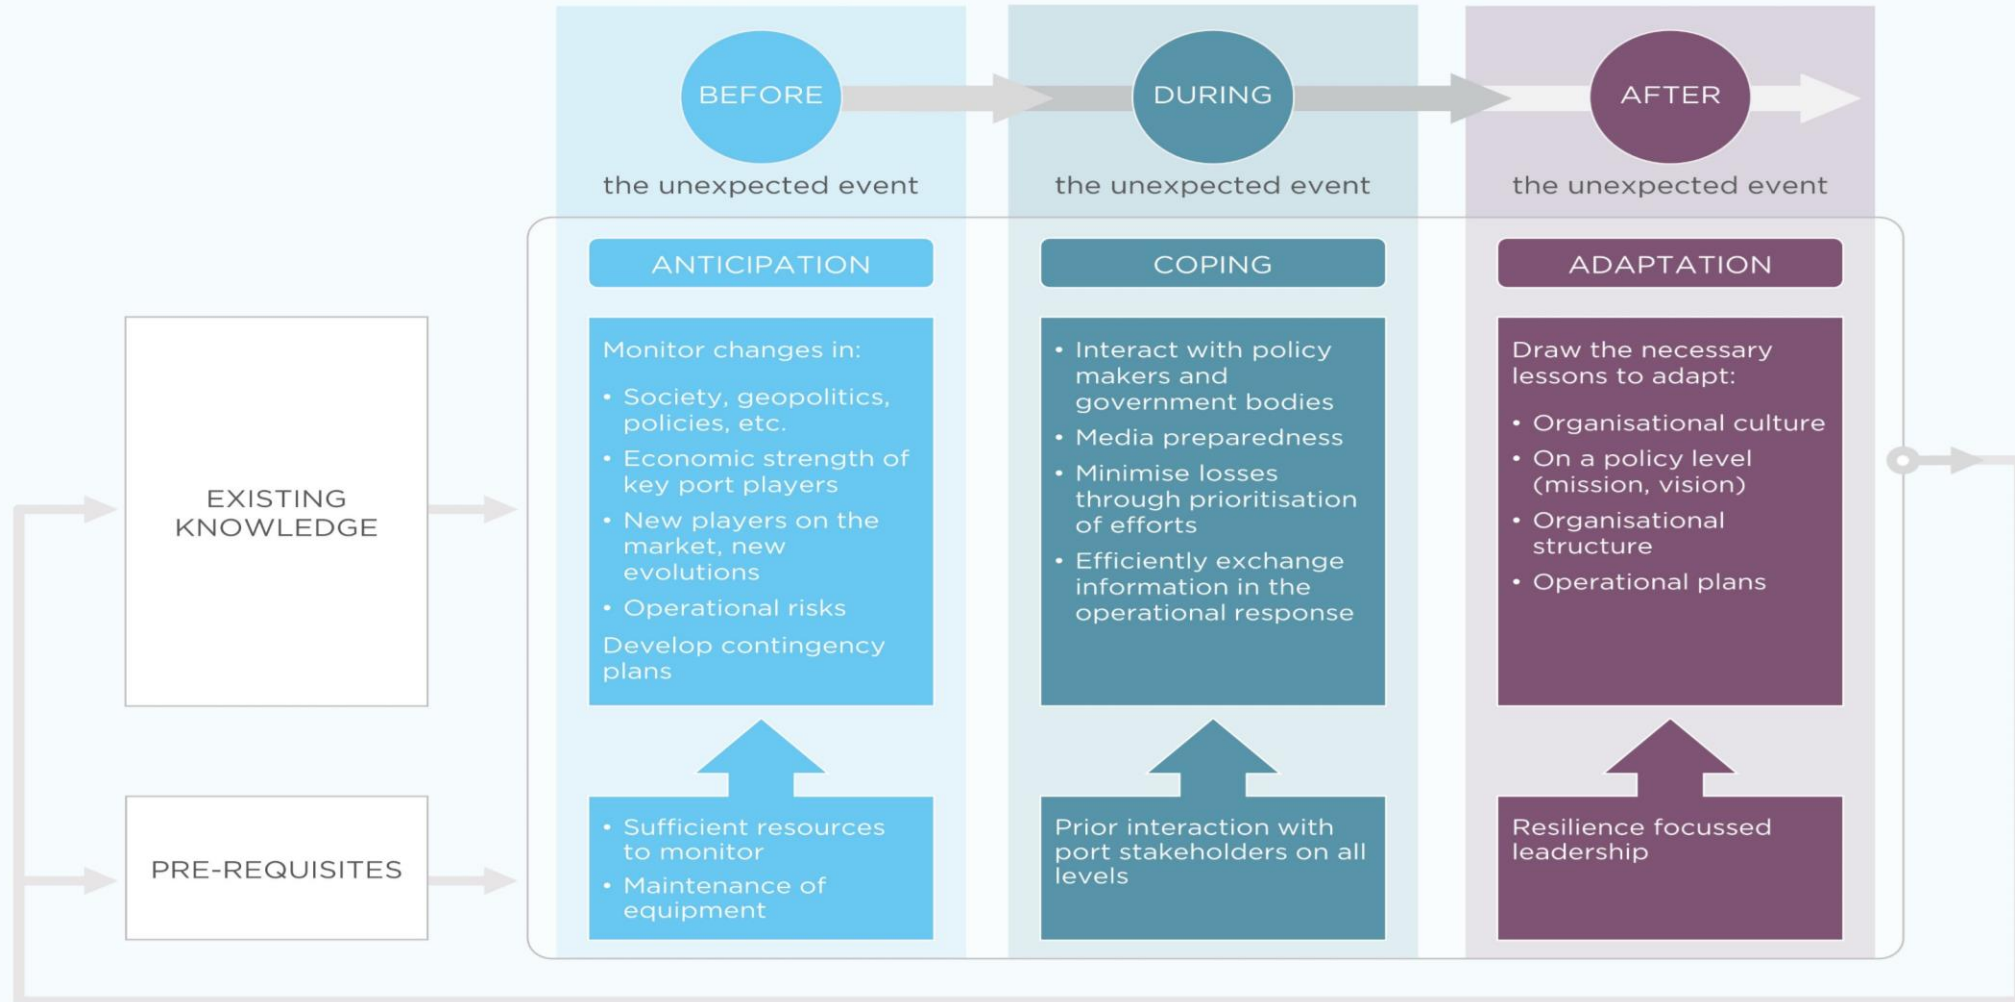 BEFORE
the unexpected event
DURING
the unexpected event
AFTER
the unexpected event
EXISTING
KNOWLEDGE
PRE-REQUISITES
ANTICIPATION
Monitor changes in:
• Society, geopolitics,
policies, etc.
• Economic strength of
key port players
• New players on the
market, new
evolutions
• Operational risks
Develop contingency
plans
• Sufficient resources
to monitor
• Maintenance of
equipment
COPING
• Interact with policy
makers and
government bodies
• Media preparedness
• Minimise losses
through prioritisation
of efforts
• Efficiently exchange
information in the
operational response
Prior interaction with
port stakeholders on all
levels
ADAPTATION
Draw the necessary
lessons to adapt:
• Organisational culture
• On a policy level
(mission, vision)
• Organisational
structure
• Operational plans
Resilience focussed
leadership